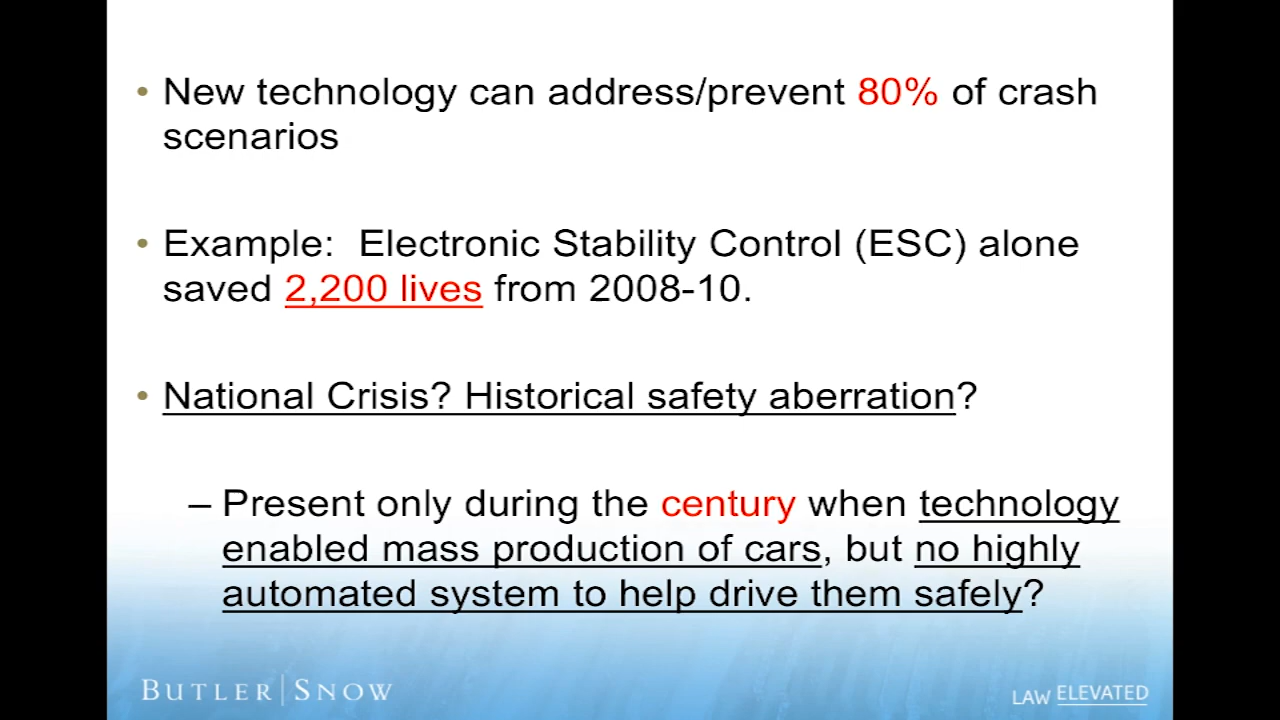 • New technology can address/prevent 80% of crash
scenarios
• Example:  Electronic Stability Control (ESC) alone
saved 2,200 lives from 2008-10.
• National Crisis? Historical safety aberration?
– Present only during the century when technology
enabled mass production of cars, but no highly
automated system to help drive them safely?
BUTLER | SNOW
LAW ELEVATED